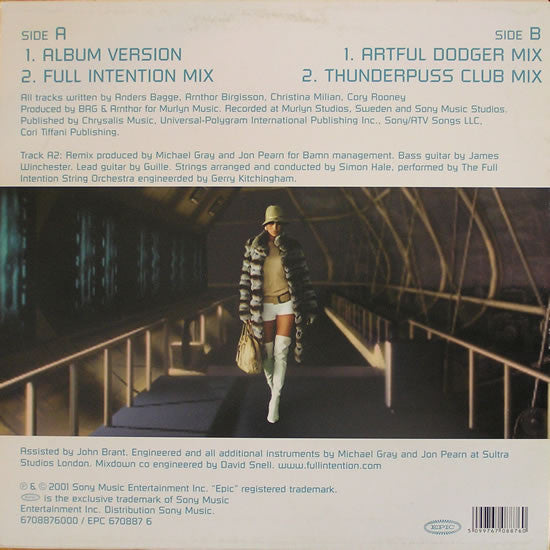 SIDE A
1. ALBUM VERSION
2. FULL INTENTION MIX
SIDE B
1. ARTFUL DODGER MIX
2. THUNDERPUSS CLUB MIX
All tracks written by Anders Bagge, Arnthor Birgisson, Christina Milian, Cory Rooney
Produced by BAG & Arnthor for Murlyn Music. Recorded at Murlyn Studios, Sweden and Sony Music Studios,
Published by Chrysalis Music, Universal-Polygram International Publishing Inc., Sony/ATV Songs LLC,
Cori Tiffani Publishing.
Track A2: Remix produced by Michael Gray and Jon Pearn for Bamn management. Bass guitar by James
Winchester. Lead guitar by Guille. Strings arranged and conducted by Simon Hale, performed by The Full
Intention String Orchestra engineerded by Gerry Kitchingham.
Assisted by John Brant. Engineered and all additional instruments by Michael Gray and Jon Pearn at Sultra
Studios London. Mixdown co engineered by David Snell. www.fullintention.com
℗ & © 2001 Sony Music Entertainment Inc. "Epic" registered trademark.
is the exclusive trademark of Sony Music
Entertainment Inc. Distribution Sony Music.
6708876000 / EPC 670887 6
EPIC
5 099767 088760